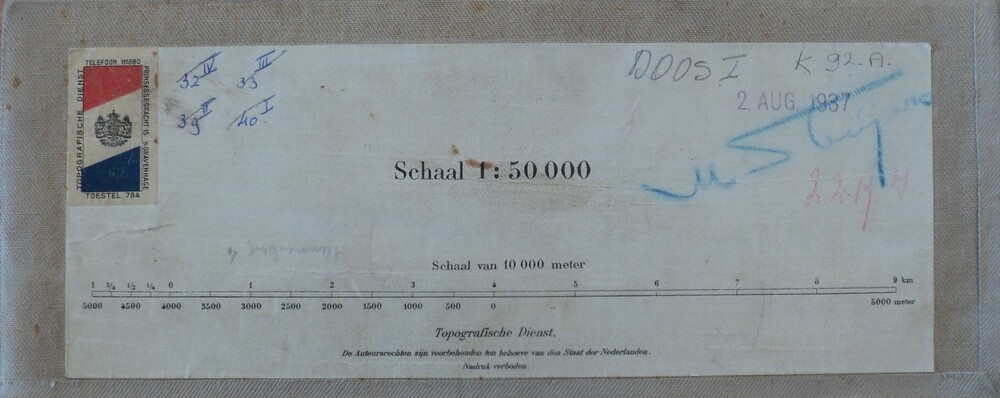 TELEFOON 111880
TOPOGRAFISCHE DIENST
PRINSESSEGRACHT 15, 's GRAVENHAGE,
TOESTEL 784
32 IV 33 III
39 II 40 I
DOOS I K 92.A.
2. AUG 1937
Schaal 1: 50 000
Schaal van 10 000 meter
1 3/4 1/2 1/4 0 1 2 3 4 5 6 7 8 9 km
5000 4500 4000 3500 3000 2500 2000 1500 1000 500 0 5000 meter
Topografische Dienst.
De Auteursrechten zijn voorbehouden ten behoeve van den Staat der Nederlanden.
Nadruk verboden.